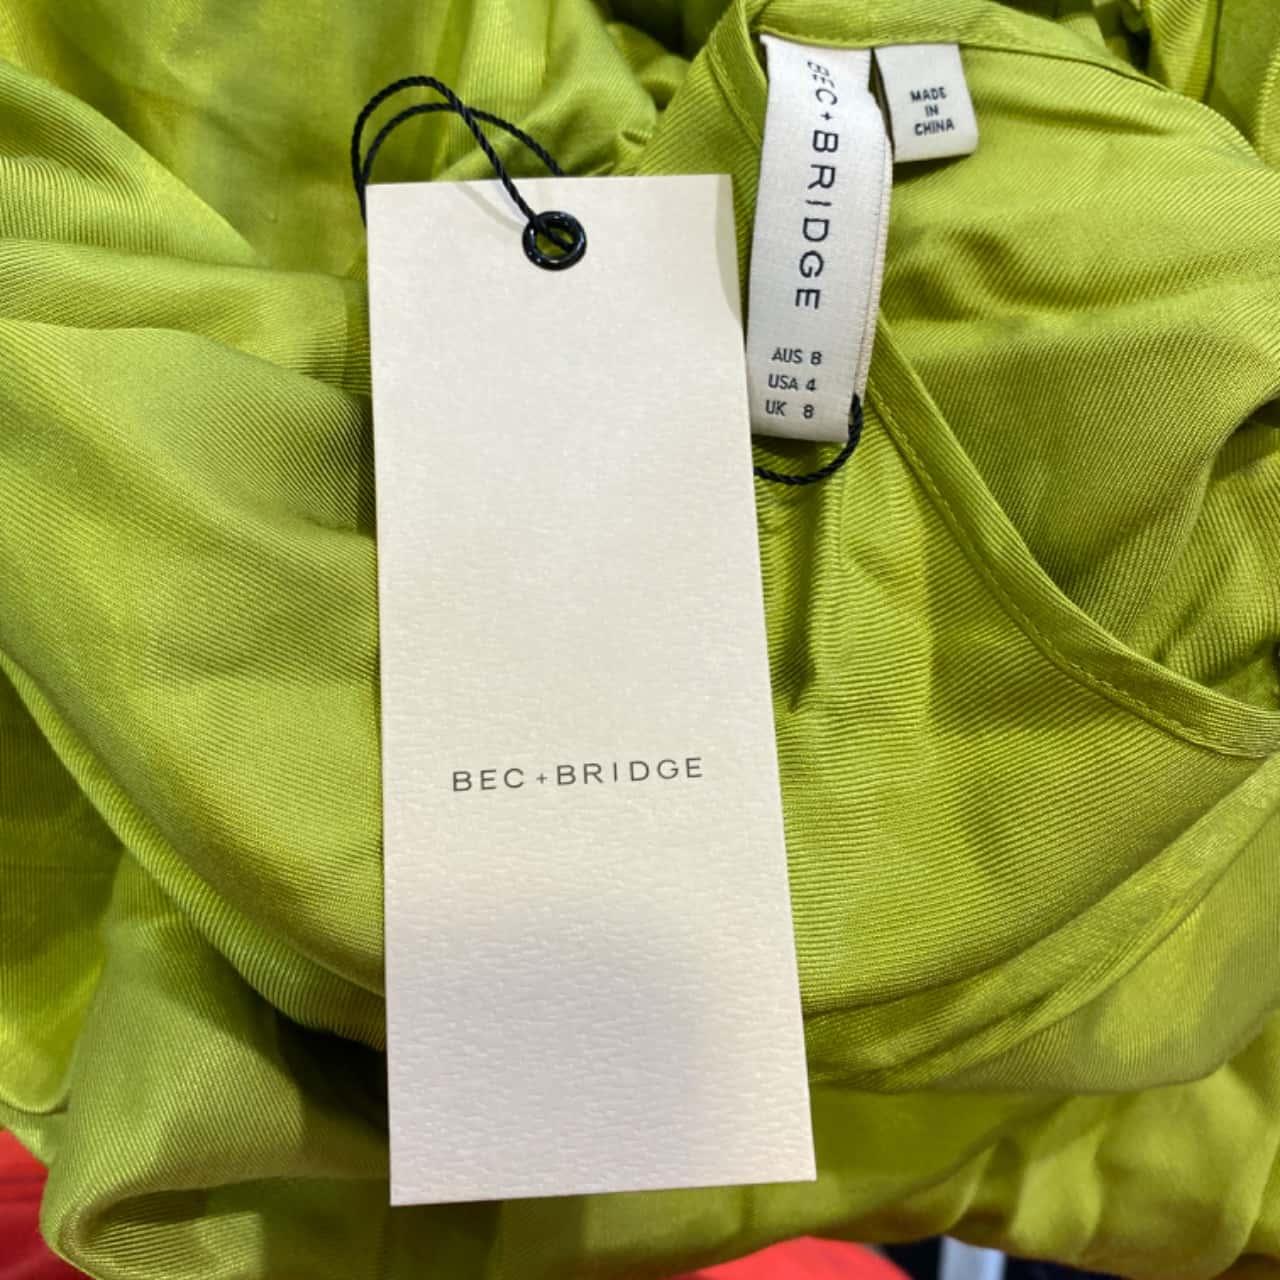 BEC+BRIDGE
AUS 8
USA 4
UK 8
MADE
IN
CHINA
BEC+BRIDGE